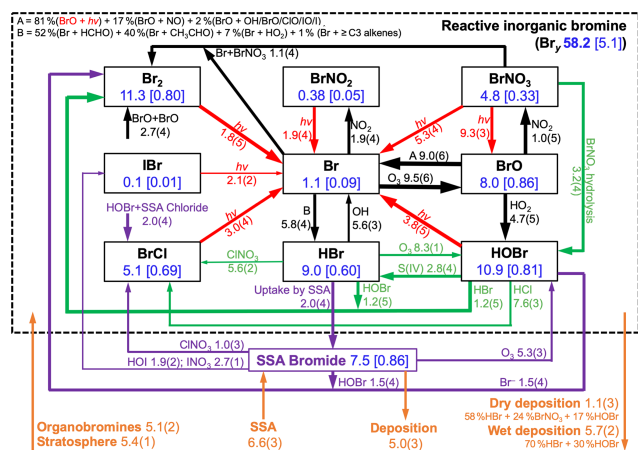 A = 81 %(BrO + hv) + 17 %(BrO + NO) + 2 %(BrO + OH/BrO/ClO/IO/I)
B = 52 %(Br + HCHO) + 40 %(Br + CH3CHO) + 7 %(Br + HO2) + 1 % (Br + ≥ C3 alkenes)
Reactive inorganic bromine
(Bry 58.2 [5.1])
Br+BrNO3 1.1(4)
Br2
11.3 [0.80]
BrNO2
0.38 [0.05]
BrNO3
4.8 [0.33]
BrO+BrO
2.7(4)
hv
1.8(5)
hv
1.9(4)
NO2
1.9(4)
hv
5.3(4)
hv
9.3(3)
NO2
1.0(5)
BrNO3 hydrolysis
3.2(4)
IBr
0.1 [0.01]
hv
2.1(2)
Br
1.1 [0.09]
A 9.0(6)
O3 9.5(6)
BrO
8.0 [0.86]
HOBr+SSA Chloride
2.0(4)
hv
3.0(4)
B
5.8(4)
OH
5.6(3)
hv
3.8(5)
HO2
4.7(5)
BrCl
5.1 [0.69]
ClNO3
5.6(2)
HBr
9.0 [0.60]
O3 8.3(1)
S(IV) 2.8(4)
HOBr
10.9 [0.81]
Uptake by SSA
2.0(4)
HOBr
1.2(5)
HBr
1.2(5)
HCl
7.6(3)
ClNO3 1.0(3)
HOI 1.9(2); INO3 2.7(1)
SSA Bromide 7.5 [0.86]
O3 5.3(3)
HOBr 1.5(4)
Br− 1.5(4)
Organobromines 5.1(2)
Stratosphere 5.4(1)
SSA
6.6(3)
Deposition
5.0(3)
Dry deposition 1.1(3)
58 %HBr + 24 %BrNO3 + 17 %HOBr
Wet deposition 5.7(2)
70 %HBr + 30 %HOBr